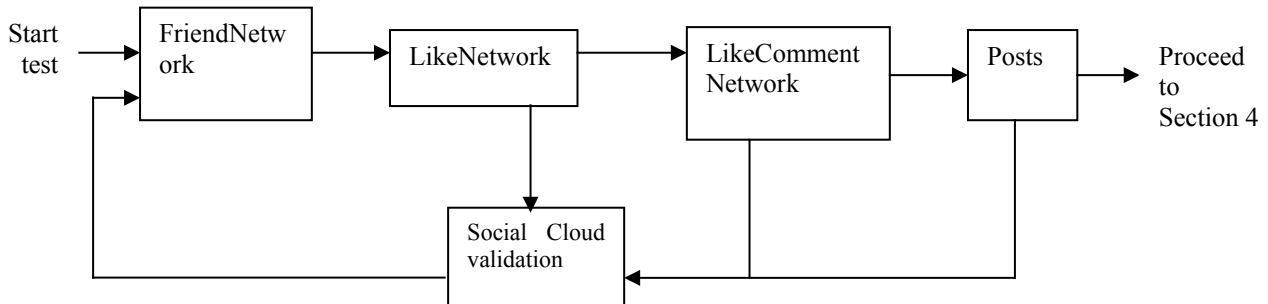 Start
test
FriendNetw
ork
LikeNetwork
LikeComment
Network
Posts
Proceed
to
Section 4
Social Cloud
validation